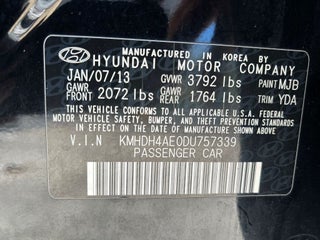 MANUFACTURED IN KOREA BY
HYUNDAI MOTOR COMPANY
JAN/07/13 GVWR 3792 lbs PAINT MJB
GAWR FRONT 2072 lbs GAWR REAR 1764 lbs TRIM YDA
THIS VEHICLE CONFORMS TO ALL APPLICABLE U.S.A. FEDERAL
MOTOR VEHICLE SAFETY, BUMPER, AND THEFT PREVENTION STANDARDS
IN EFFECT ON THE DATE OF MANUFACTURE SHOWN ABOVE.
V.I.N KMHDH4AE0DU757339
PASSENGER CAR